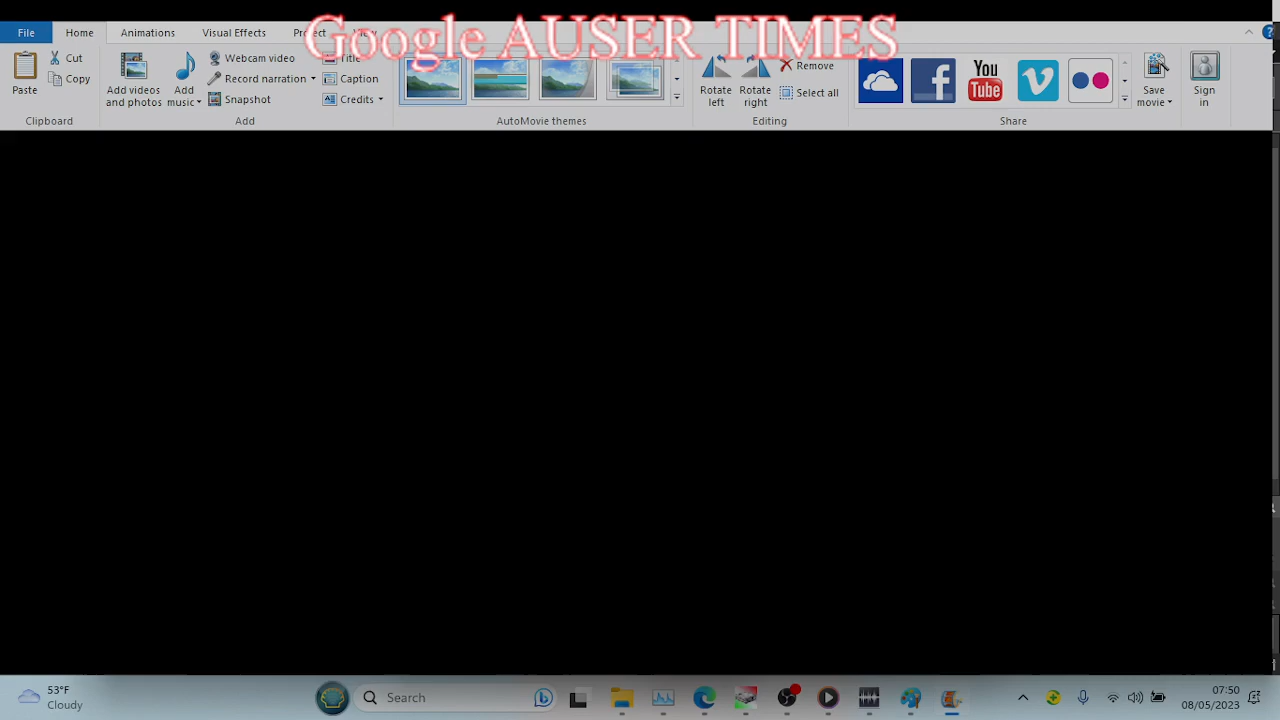 Google AUSER TIMES
File
Home
Animations
Visual Effects
Project
Paste
Cut
Copy
Clipboard
Add videos
and photos
Add
music
Webcam video
Record narration
Snapshot
Title
Caption
Credits
Add
AutoMovie themes
Rotate
left
Rotate
right
Remove
Select all
Editing
You
Tube
Share
Save
movie
Sign
in
53°F
Cloudy
Search
07:50
08/05/2023